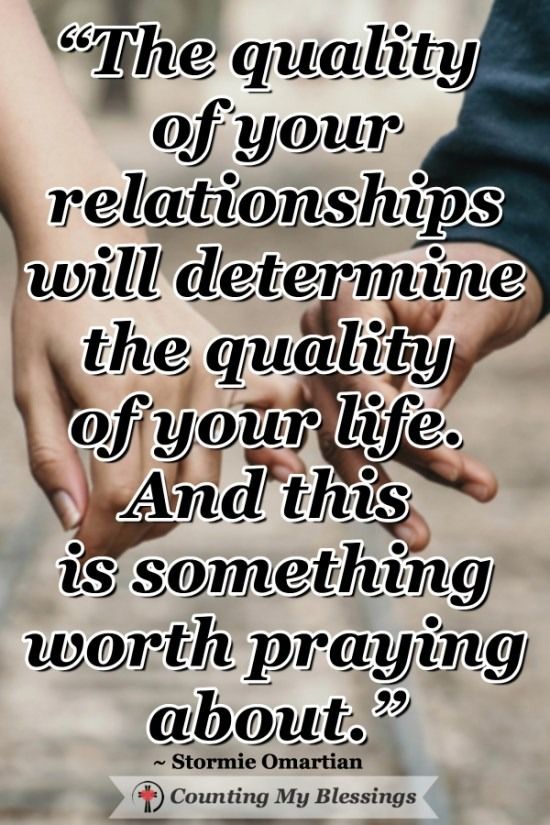 “The quality
of your
relationships
will determine
the quality
of your life.
And this
is something
worth praying
about.”
~ Stormie Omartian
Counting My Blessings